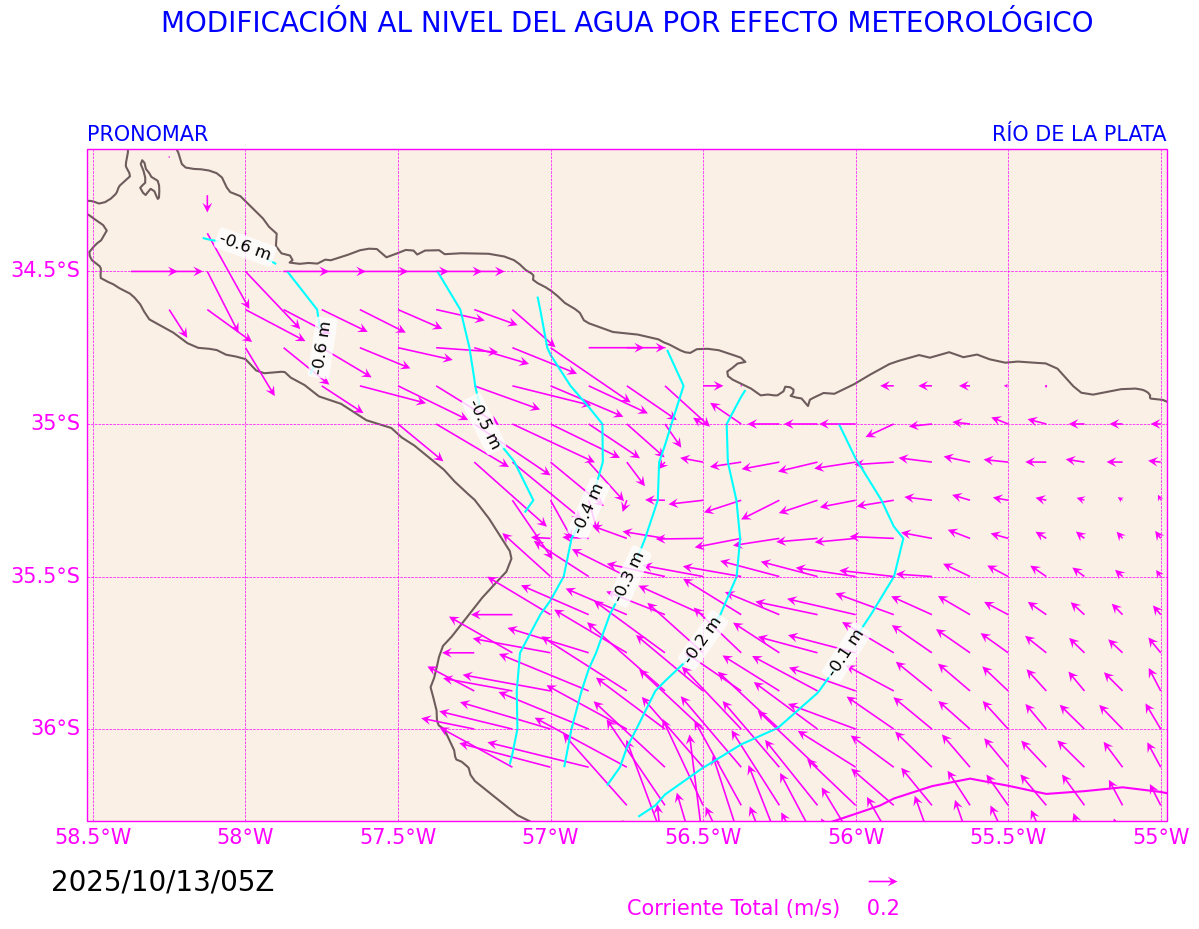 MODIFICACIÓN AL NIVEL DEL AGUA POR EFECTO METEOROLÓGICO
PRONOMAR
RÍO DE LA PLATA
-0.6 m
34.5°S
-0.6 m
-0.5 m
35°S
-0.4 m
-0.3 m
35.5°S
-0.2 m
-0.1 m
36°S
58.5°W 58°W 57.5°W 57°W 56.5°W 56°W 55.5°W 55°W
2025/10/13/05Z
Corriente Total (m/s) 0.2